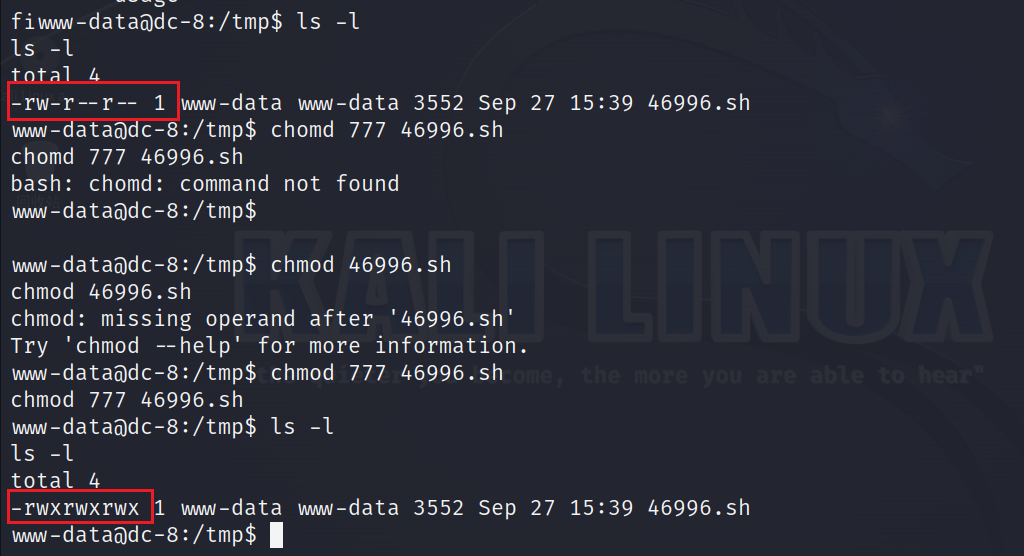 usage
fiwww-data@dc-8:/tmp$ ls -l
ls -l
total 4
-rw-r--r-- 1 www-data www-data 3552 Sep 27 15:39 46996.sh
www-data@dc-8:/tmp$ chomd 777 46996.sh
chomd 777 46996.sh
bash: chomd: command not found
www-data@dc-8:/tmp$
www-data@dc-8:/tmp$ chmod 46996.sh
chmod 46996.sh
chmod: missing operand after '46996.sh'
Try 'chmod --help' for more information.
www-data@dc-8:/tmp$ chmod 777 46996.sh
chmod 777 46996.sh
www-data@dc-8:/tmp$ ls -l
ls -l
total 4
-rwxrwxrwx 1 www-data www-data 3552 Sep 27 15:39 46996.sh
www-data@dc-8:/tmp$
KALI LINUX
the quieter you become, the more you are able to hear"